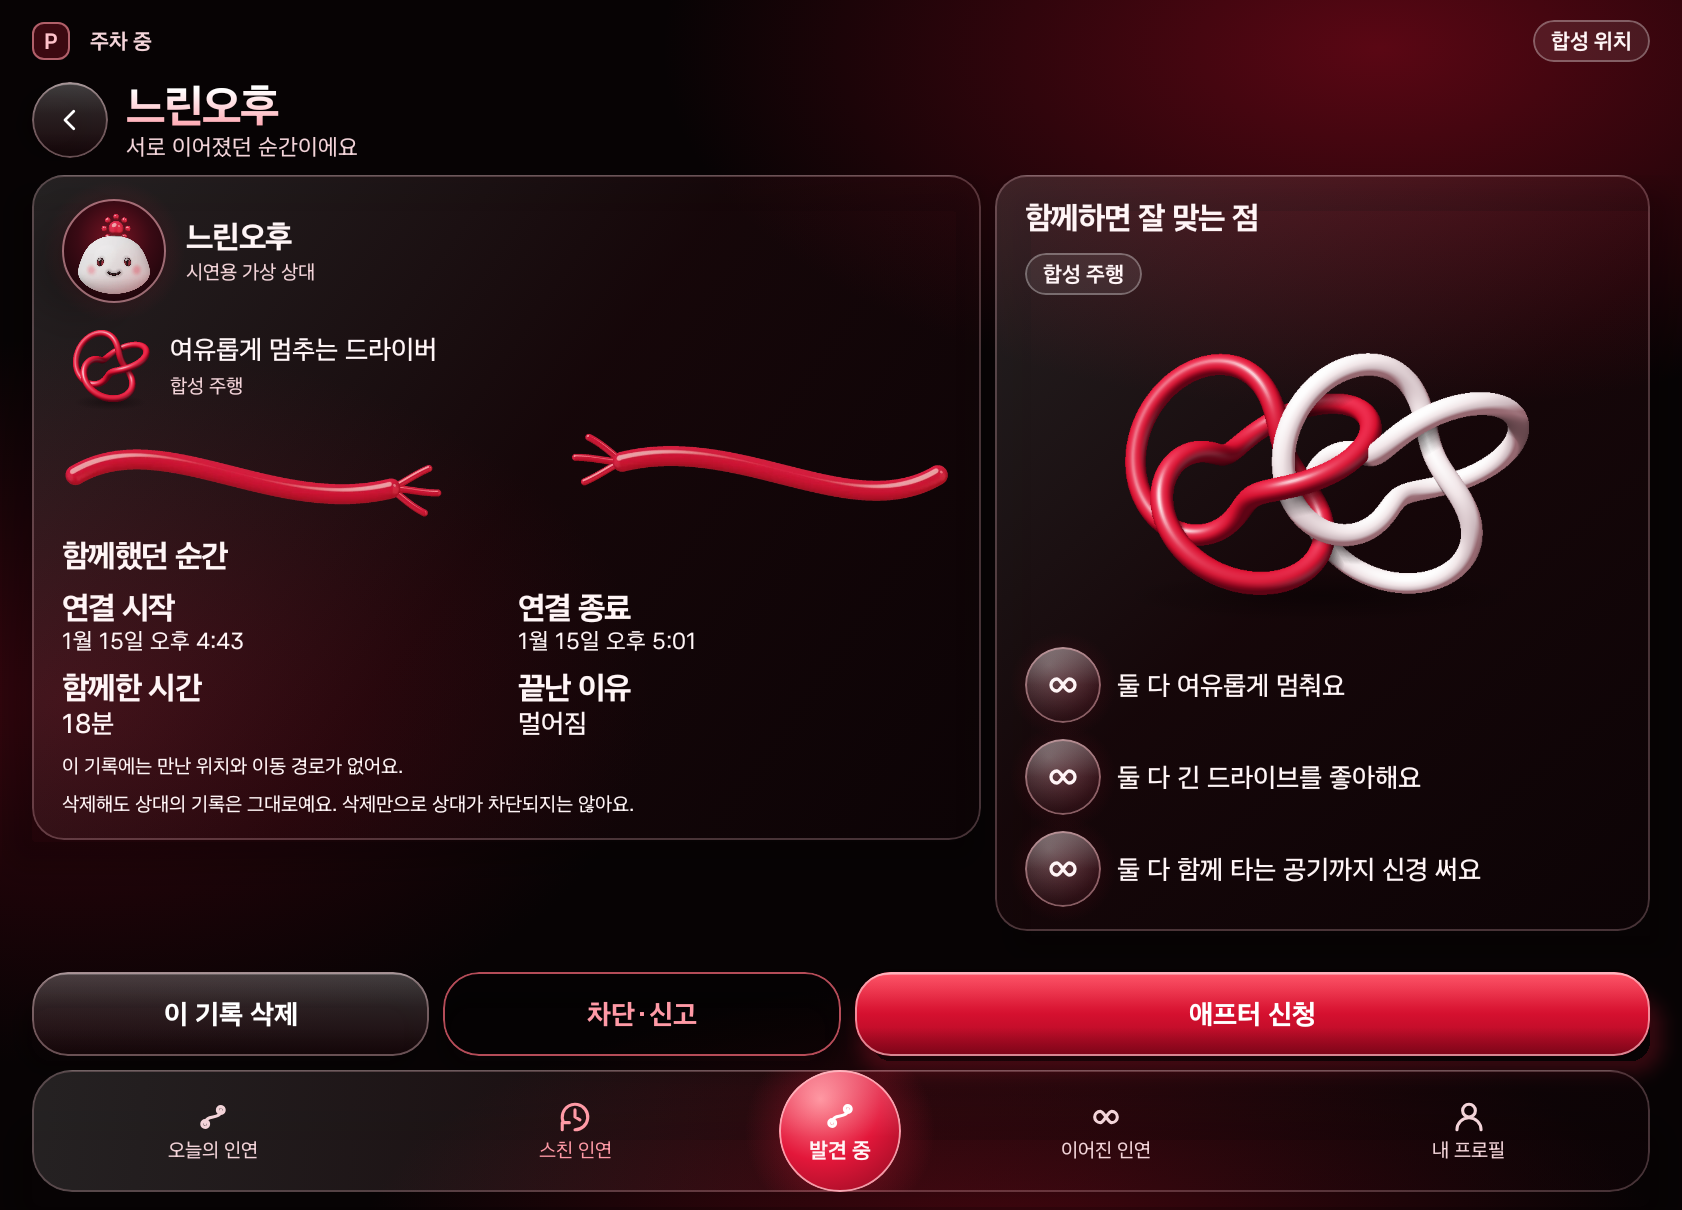 P 주차 중
합성 위치
느린오후
서로 이어졌던 순간이에요
느린오후
시연용 가상 상대
여유롭게 멈추는 드라이버
합성 주행
함께했던 순간
연결 시작
1월 15일 오후 4:43
연결 종료
1월 15일 오후 5:01
함께한 시간
18분
끝난 이유
멀어짐
이 기록에는 만난 위치와 이동 경로가 없어요.
삭제해도 상대의 기록은 그대로예요. 삭제만으로 상대가 차단되지는 않아요.
함께하면 잘 맞는 점
합성 주행
둘 다 여유롭게 멈춰요
둘 다 긴 드라이브를 좋아해요
둘 다 함께 타는 공기까지 신경 써요
이 기록 삭제
차단·신고
애프터 신청
오늘의 인연
스친 인연
발견 중
이어진 인연
내 프로필